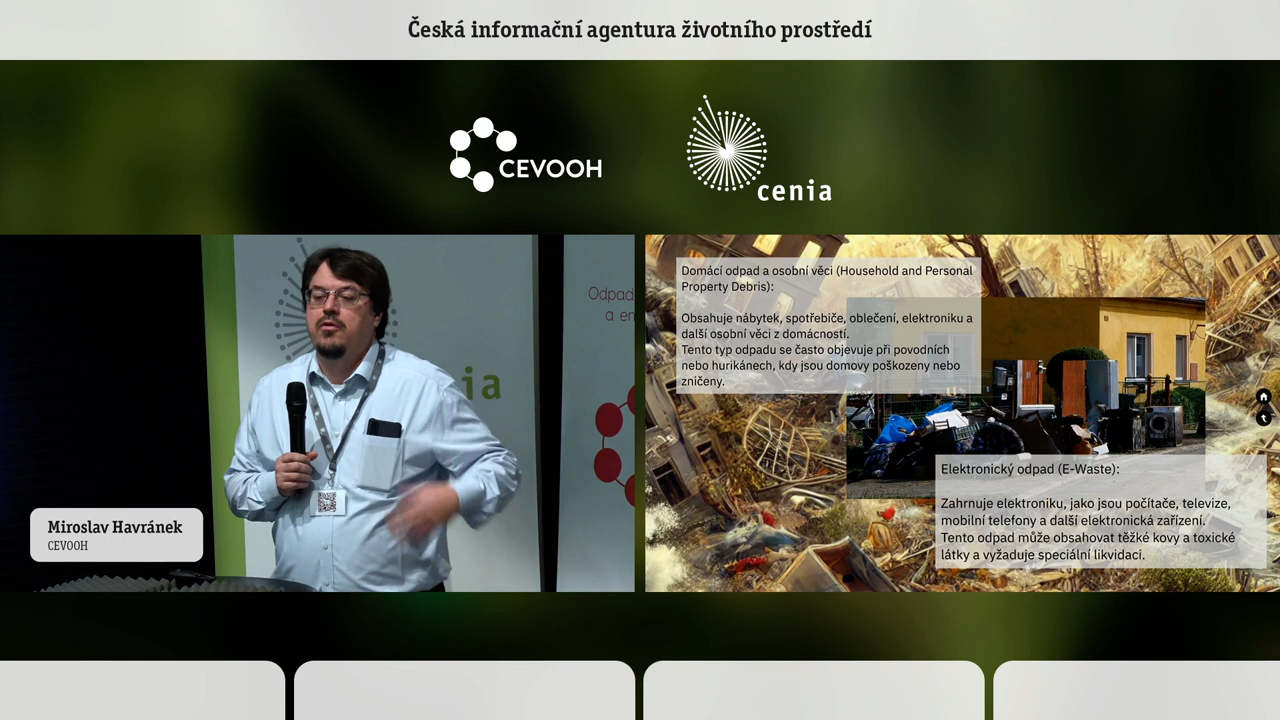 Česká informační agentura životního prostředí
CEVOOH
cenia
Odpad
a en
ia
Miroslav Havránek
CEVOOH
Domácí odpad a osobní věci (Household and Personal
Property Debris):
Obsahuje nábytek, spotřebiče, oblečení, elektroniku a
další osobní věci z domácností.
Tento typ odpadu se často objevuje při povodních
nebo hurikánech, kdy jsou domovy poškozeny nebo
zničeny.
Elektronický odpad (E-Waste):
Zahrnuje elektroniku, jako jsou počítače, televize,
mobilní telefony a další elektronická zařízení.
Tento odpad může obsahovat těžké kovy a toxické
látky a vyžaduje speciální likvidaci.